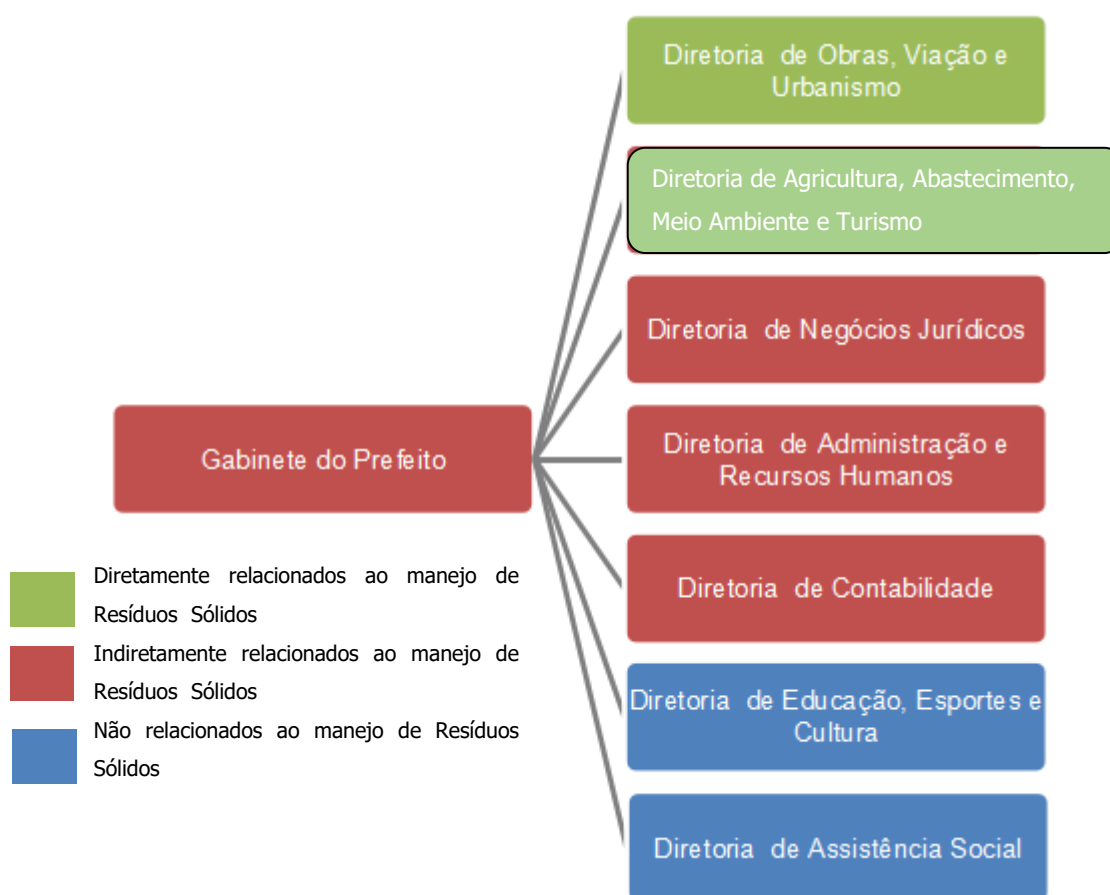 Diretoria de Obras, Viação e
Urbanismo
Diretoria de Agricultura, Abastecimento,
Meio Ambiente e Turismo
Diretoria de Negócios Jurídicos
Gabinete do Prefeito
Diretoria de Administração e
Recursos Humanos
Diretoria de Contabilidade
Diretoria de Educação, Esportes e
Cultura
Diretoria de Assistência Social
Diretamente relacionados ao manejo de
Resíduos Sólidos
Indiretamente relacionados ao manejo de
Resíduos Sólidos
Não relacionados ao manejo de Resíduos
Sólidos